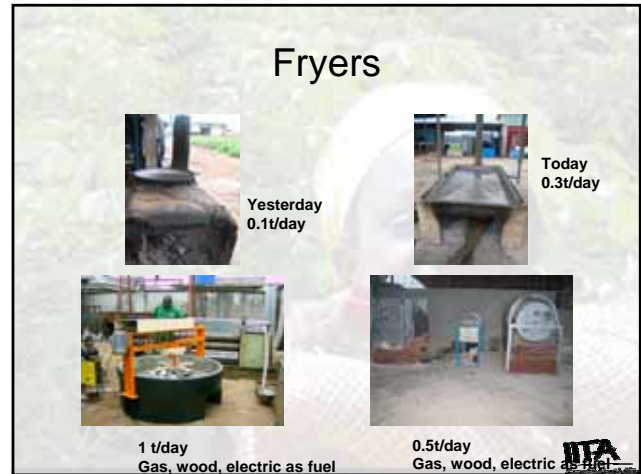 Fryers
Yesterday
0.1t/day
Today
0.3t/day
1 t/day
Gas, wood, electric as fuel
0.5t/day
Gas, wood, electric as fuel
IITA